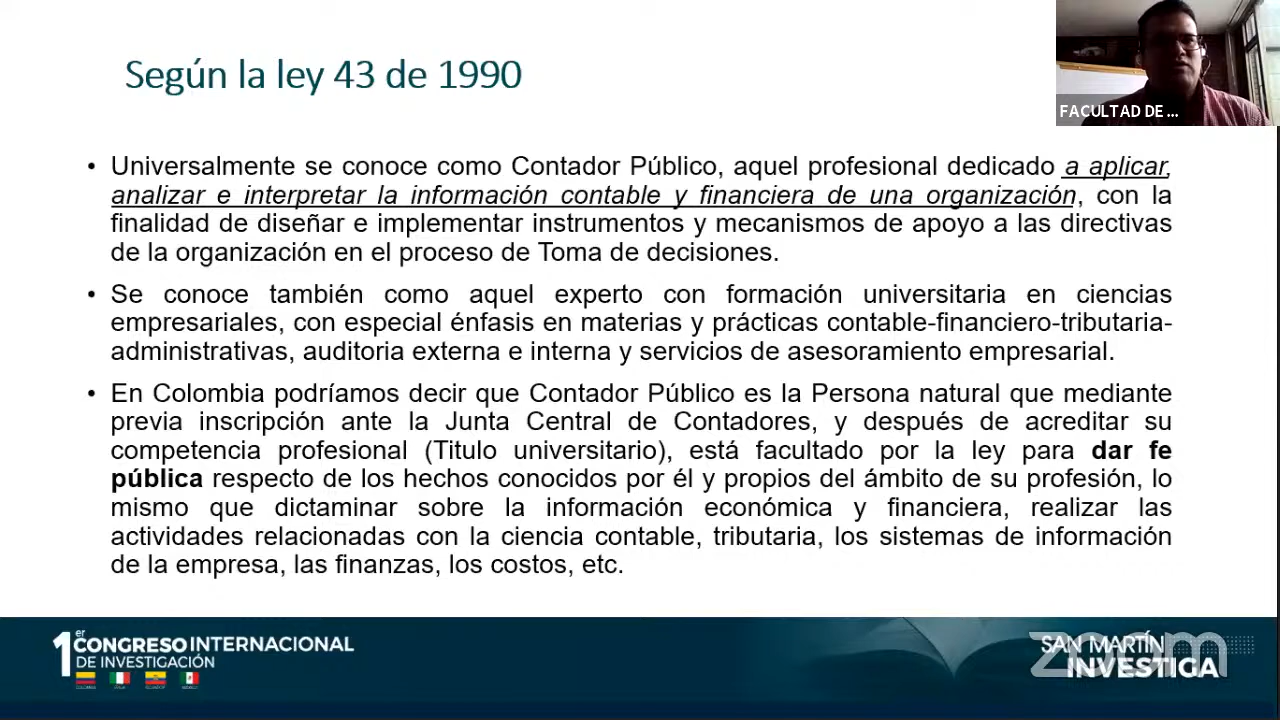 Según la ley 43 de 1990
FACULTAD DE ...
• Universalmente se conoce como Contador Público, aquel profesional dedicado a aplicar,
analizar e interpretar la información contable y financiera de una organización, con la
finalidad de diseñar e implementar instrumentos y mecanismos de apoyo a las directivas
de la organización en el proceso de Toma de decisiones.
• Se conoce también como aquel experto con formación universitaria en ciencias
empresariales, con especial énfasis en materias y prácticas contable-financiero-tributaria-
administrativas, auditoria externa e interna y servicios de asesoramiento empresarial.
• En Colombia podríamos decir que Contador Público es la Persona natural que mediante
previa inscripción ante la Junta Central de Contadores, y después de acreditar su
competencia profesional (Titulo universitario), está facultado por la ley para dar fe
pública respecto de los hechos conocidos por él y propios del ámbito de su profesión, lo
mismo que dictaminar sobre la información económica y financiera, realizar las
actividades relacionadas con la ciencia contable, tributaria, los sistemas de información
de la empresa, las finanzas, los costos, etc.
1er CONGRESO INTERNACIONAL
DE INVESTIGACIÓN
SAN MARTÍN
INVESTIGA
zoom